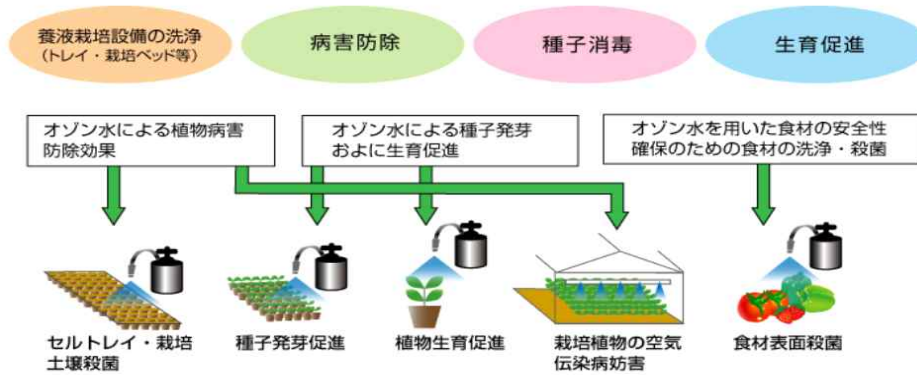 養液栽培設備の洗浄
(トレイ・栽培ベッド等)
病害防除
種子消毒
生育促進
オゾン水による植物病害
防除効果
オゾン水による種子発芽
およに生育促進
オゾン水を用いた食材の安全性
確保のための食材の洗浄・殺菌
セルトレイ・栽培
土壌殺菌
種子発芽促進
植物生育促進
栽培植物の空気
伝染病妨害
食材表面殺菌